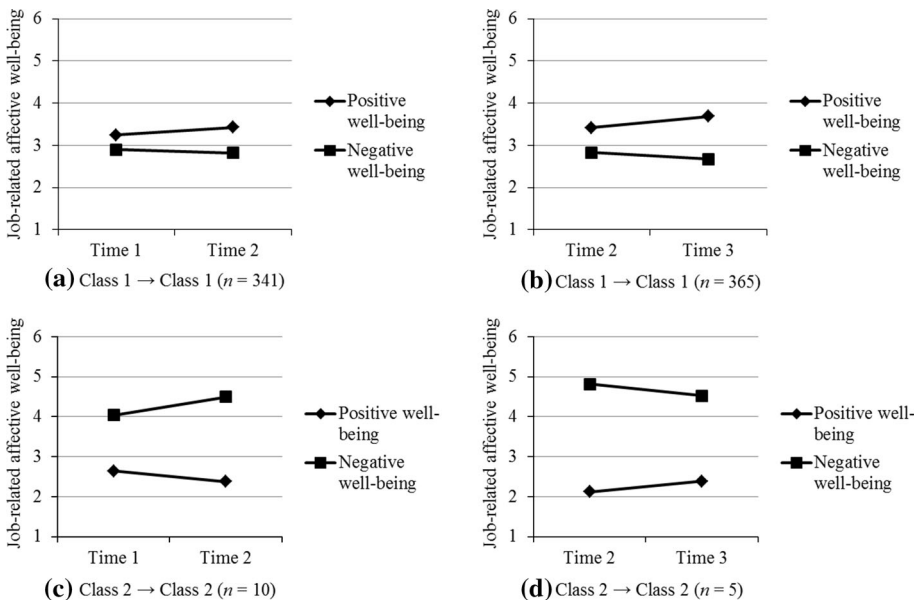 Job-related affective well-being
6
5
4
3
2
1
Time 1
Time 2
Positive
well-being
Negative
well-being
(a) Class 1 → Class 1 (n = 341)
Job-related affective well-being
6
5
4
3
2
1
Time 2
Time 3
Positive
well-being
Negative
well-being
(b) Class 1 → Class 1 (n = 365)
Job-related affective well-being
6
5
4
3
2
1
Time 1
Time 2
Positive well-
being
Negative
well-being
(c) Class 2 → Class 2 (n = 10)
Job-related affective well-being
6
5
4
3
2
1
Time 2
Time 3
Positive well-
being
Negative
well-being
(d) Class 2 → Class 2 (n = 5)